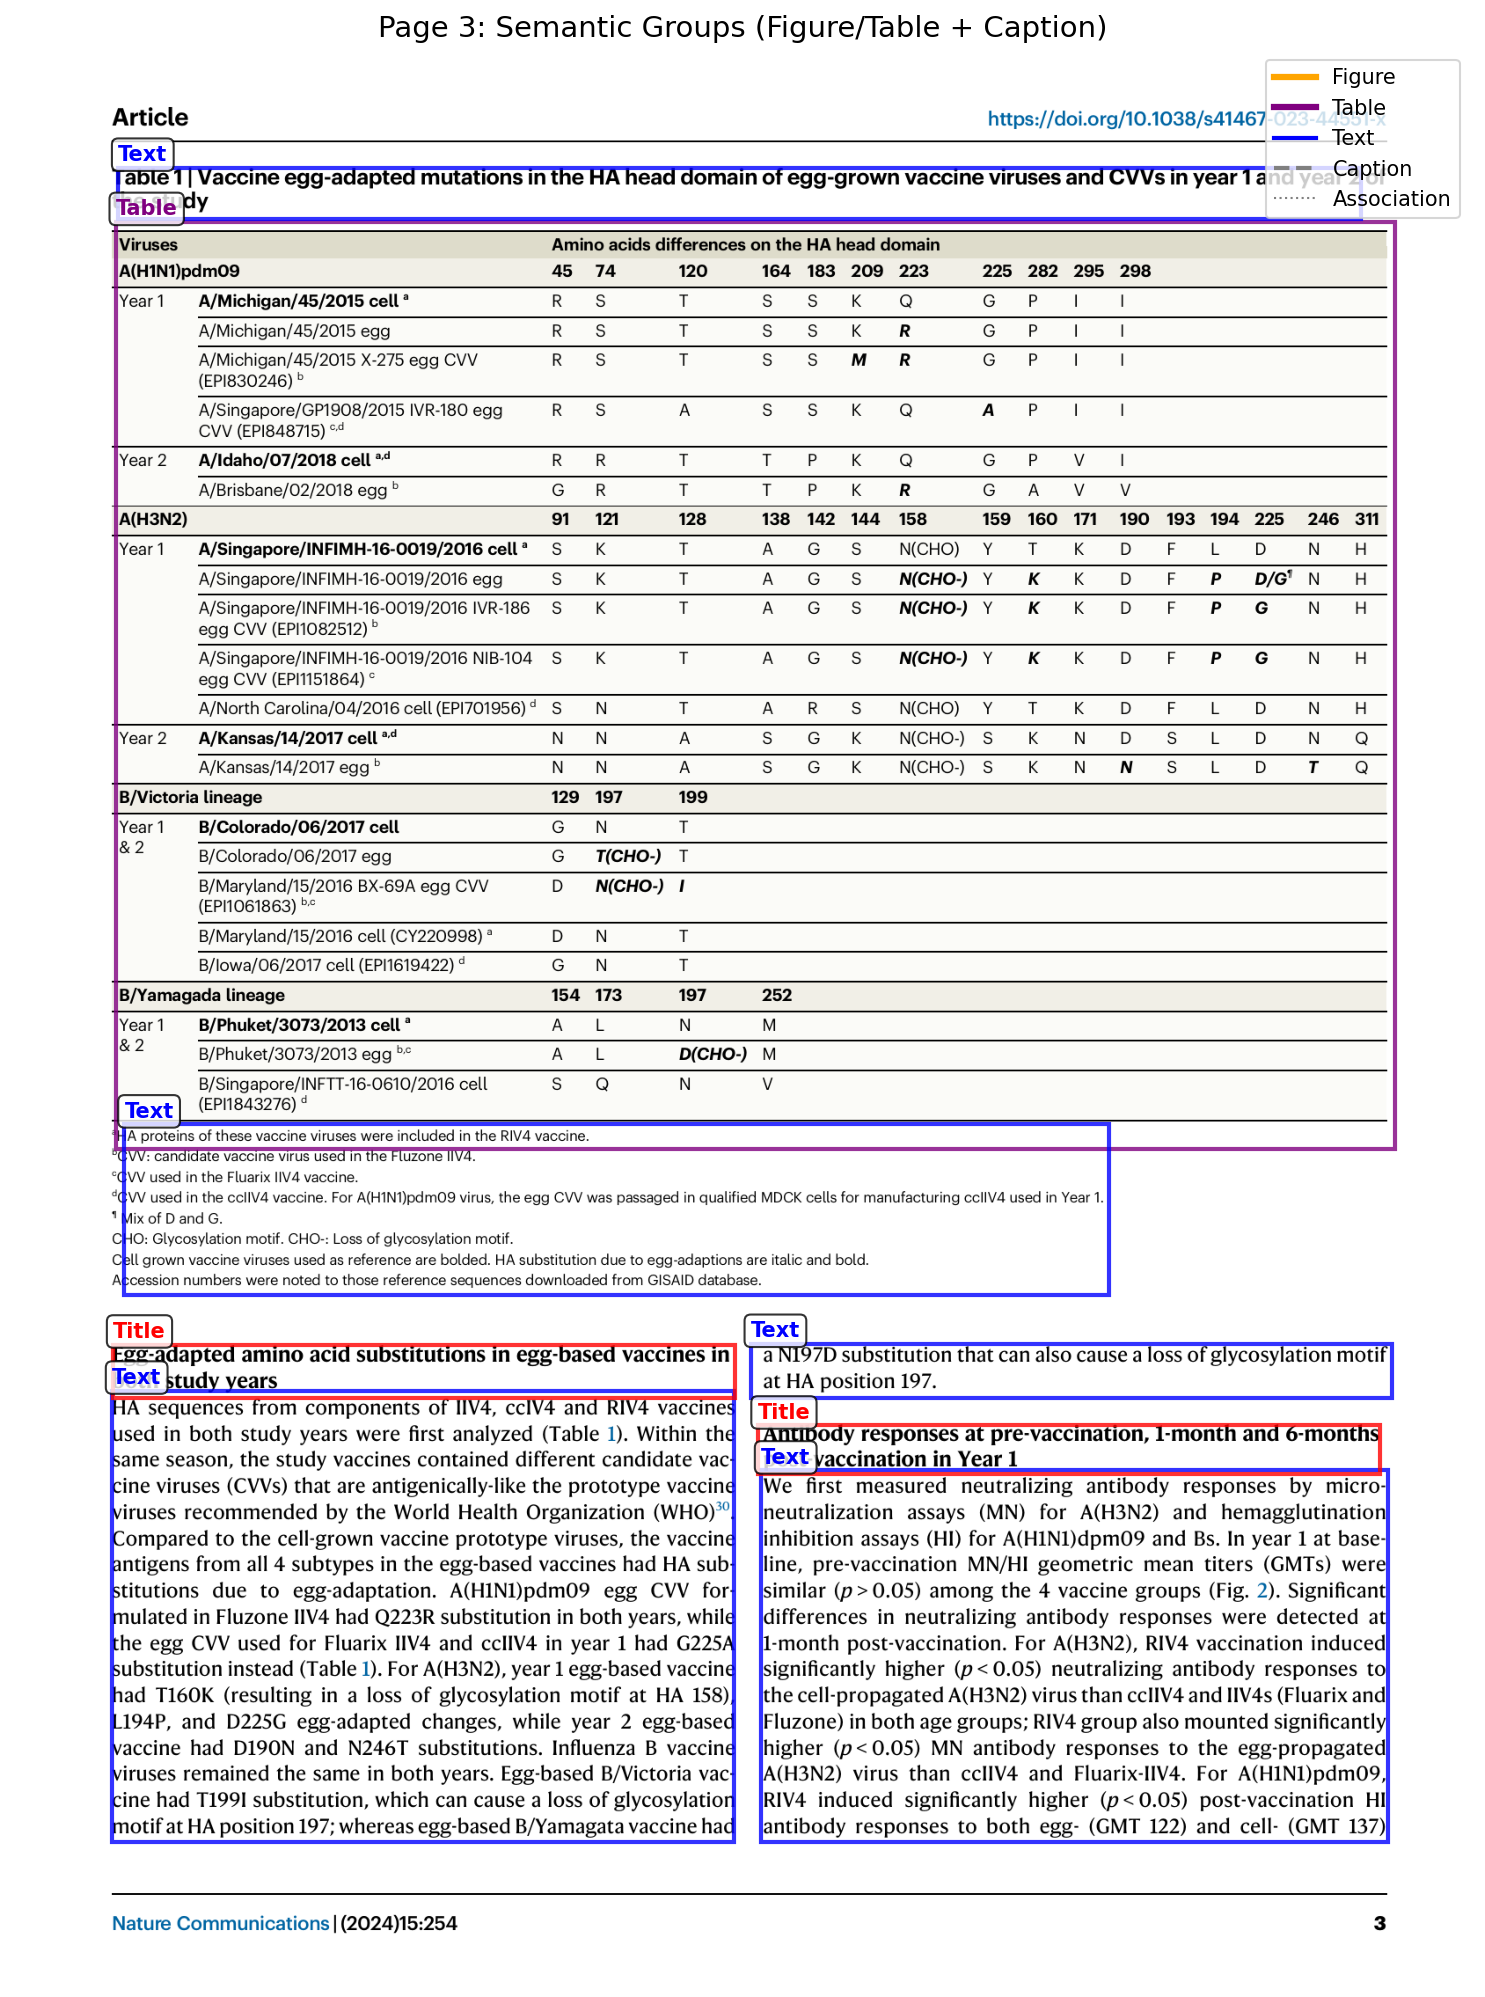 Page 3: Semantic Groups (Figure/Table + Caption)
Figure
Table
Text
Caption
Association
Article
https://doi.org/10.1038/s41467-023-44551-x
Text
Table 1 | Vaccine egg-adapted mutations in the HA head domain of egg-grown vaccine viruses and CVVs in year 1 and year 2 of
the study
Table
Viruses Amino acids differences on the HA head domain
A(H1N1)pdm09 45 74 120 164 183 209 223 225 282 295 298
Year 1 A/Michigan/45/2015 cell a R S T S S K Q G P I I
A/Michigan/45/2015 egg R S T S S K R G P I I
A/Michigan/45/2015 X-275 egg CVV R S T S S M R G P I I
(EPI830246) b
A/Singapore/GP1908/2015 IVR-180 egg R S A S S K Q A P I I
CVV (EPI848715) c,d
Year 2 A/Idaho/07/2018 cell a,d R R T T P K Q G P V I
A/Brisbane/02/2018 egg b G R T T P K R G A V V
A(H3N2) 91 121 128 138 142 144 158 159 160 171 190 193 194 225 246 311
Year 1 A/Singapore/INFIMH-16-0019/2016 cell a S K T A G S N(CHO) Y T K D F L D N H
A/Singapore/INFIMH-16-0019/2016 egg S K T A G S N(CHO-) Y K K D F P D/G¶ N H
A/Singapore/INFIMH-16-0019/2016 IVR-186 S K T A G S N(CHO-) Y K K D F P G N H
egg CVV (EPI1082512) b
A/Singapore/INFIMH-16-0019/2016 NIB-104 S K T A G S N(CHO-) Y K K D F P G N H
egg CVV (EPI1151864) c
A/North Carolina/04/2016 cell (EPI701956) d S N T A R S N(CHO) Y T K D F L D N H
Year 2 A/Kansas/14/2017 cell a,d N N A S G K N(CHO-) S K N D S L D N Q
A/Kansas/14/2017 egg b N N A S G K N(CHO-) S K N N S L D T Q
B/Victoria lineage 129 197 199
Year 1 B/Colorado/06/2017 cell G N T
& 2
B/Colorado/06/2017 egg G T(CHO-) T
B/Maryland/15/2016 BX-69A egg CVV D N(CHO-) I
(EPI1061863) b,c
B/Maryland/15/2016 cell (CY220998) a D N T
B/Iowa/06/2017 cell (EPI1619422) d G N T
B/Yamagada lineage 154 173 197 252
Year 1 B/Phuket/3073/2013 cell a A L N M
& 2
B/Phuket/3073/2013 egg b,c A L D(CHO-) M
B/Singapore/INFTT-16-0610/2016 cell S Q N V
(EPI1843276) d
Text
aHA proteins of these vaccine viruses were included in the RIV4 vaccine.
bCVV: candidate vaccine virus used in the Fluzone IIV4.
cCVV used in the Fluarix IIV4 vaccine.
dCVV used in the ccIIV4 vaccine. For A(H1N1)pdm09 virus, the egg CVV was passaged in qualified MDCK cells for manufacturing ccIIV4 used in Year 1.
¶ Mix of D and G.
CHO: Glycosylation motif. CHO-: Loss of glycosylation motif.
Cell grown vaccine viruses used as reference are bolded. HA substitution due to egg-adaptions are italic and bold.
Accession numbers were noted to those reference sequences downloaded from GISAID database.
Title
Egg-adapted amino acid substitutions in egg-based vaccines in
both study years
Text
HA sequences from components of IIV4, ccIV4 and RIV4 vaccines
used in both study years were first analyzed (Table 1). Within the
same season, the study vaccines contained different candidate vac-
cine viruses (CVVs) that are antigenically-like the prototype vaccine
viruses recommended by the World Health Organization (WHO)30.
Compared to the cell-grown vaccine prototype viruses, the vaccine
antigens from all 4 subtypes in the egg-based vaccines had HA sub-
stitutions due to egg-adaptation. A(H1N1)pdm09 egg CVV for-
mulated in Fluzone IIV4 had Q223R substitution in both years, while
the egg CVV used for Fluarix IIV4 and ccIIV4 in year 1 had G225A
substitution instead (Table 1). For A(H3N2), year 1 egg-based vaccine
had T160K (resulting in a loss of glycosylation motif at HA 158),
L194P, and D225G egg-adapted changes, while year 2 egg-based
vaccine had D190N and N246T substitutions. Influenza B vaccine
viruses remained the same in both years. Egg-based B/Victoria vac-
cine had T199I substitution, which can cause a loss of glycosylation
motif at HA position 197; whereas egg-based B/Yamagata vaccine had
Text
a N197D substitution that can also cause a loss of glycosylation motif
at HA position 197.
Title
Antibody responses at pre-vaccination, 1-month and 6-months
post-vaccination in Year 1
Text
We first measured neutralizing antibody responses by micro-
neutralization assays (MN) for A(H3N2) and hemagglutination
inhibition assays (HI) for A(H1N1)dpm09 and Bs. In year 1 at base-
line, pre-vaccination MN/HI geometric mean titers (GMTs) were
similar (p > 0.05) among the 4 vaccine groups (Fig. 2). Significant
differences in neutralizing antibody responses were detected at
1-month post-vaccination. For A(H3N2), RIV4 vaccination induced
significantly higher (p < 0.05) neutralizing antibody responses to
the cell-propagated A(H3N2) virus than ccIIV4 and IIV4s (Fluarix and
Fluzone) in both age groups; RIV4 group also mounted significantly
higher (p < 0.05) MN antibody responses to the egg-propagated
A(H3N2) virus than ccIIV4 and Fluarix-IIV4. For A(H1N1)pdm09,
RIV4 induced significantly higher (p < 0.05) post-vaccination HI
antibody responses to both egg- (GMT 122) and cell- (GMT 137)
Nature Communications | (2024)15:254
3